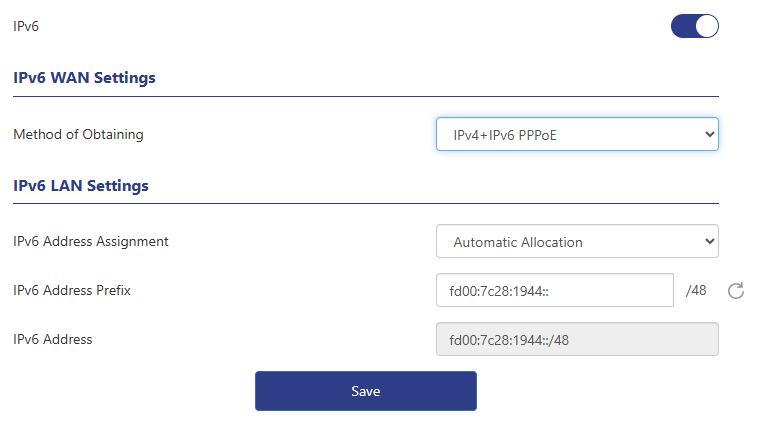 IPv6
IPv6 WAN Settings
Method of Obtaining IPv4+IPv6 PPPoE
IPv6 LAN Settings
IPv6 Address Assignment Automatic Allocation
IPv6 Address Prefix fd00:7c28:1944:: /48
IPv6 Address fd00:7c28:1944::/48
Save